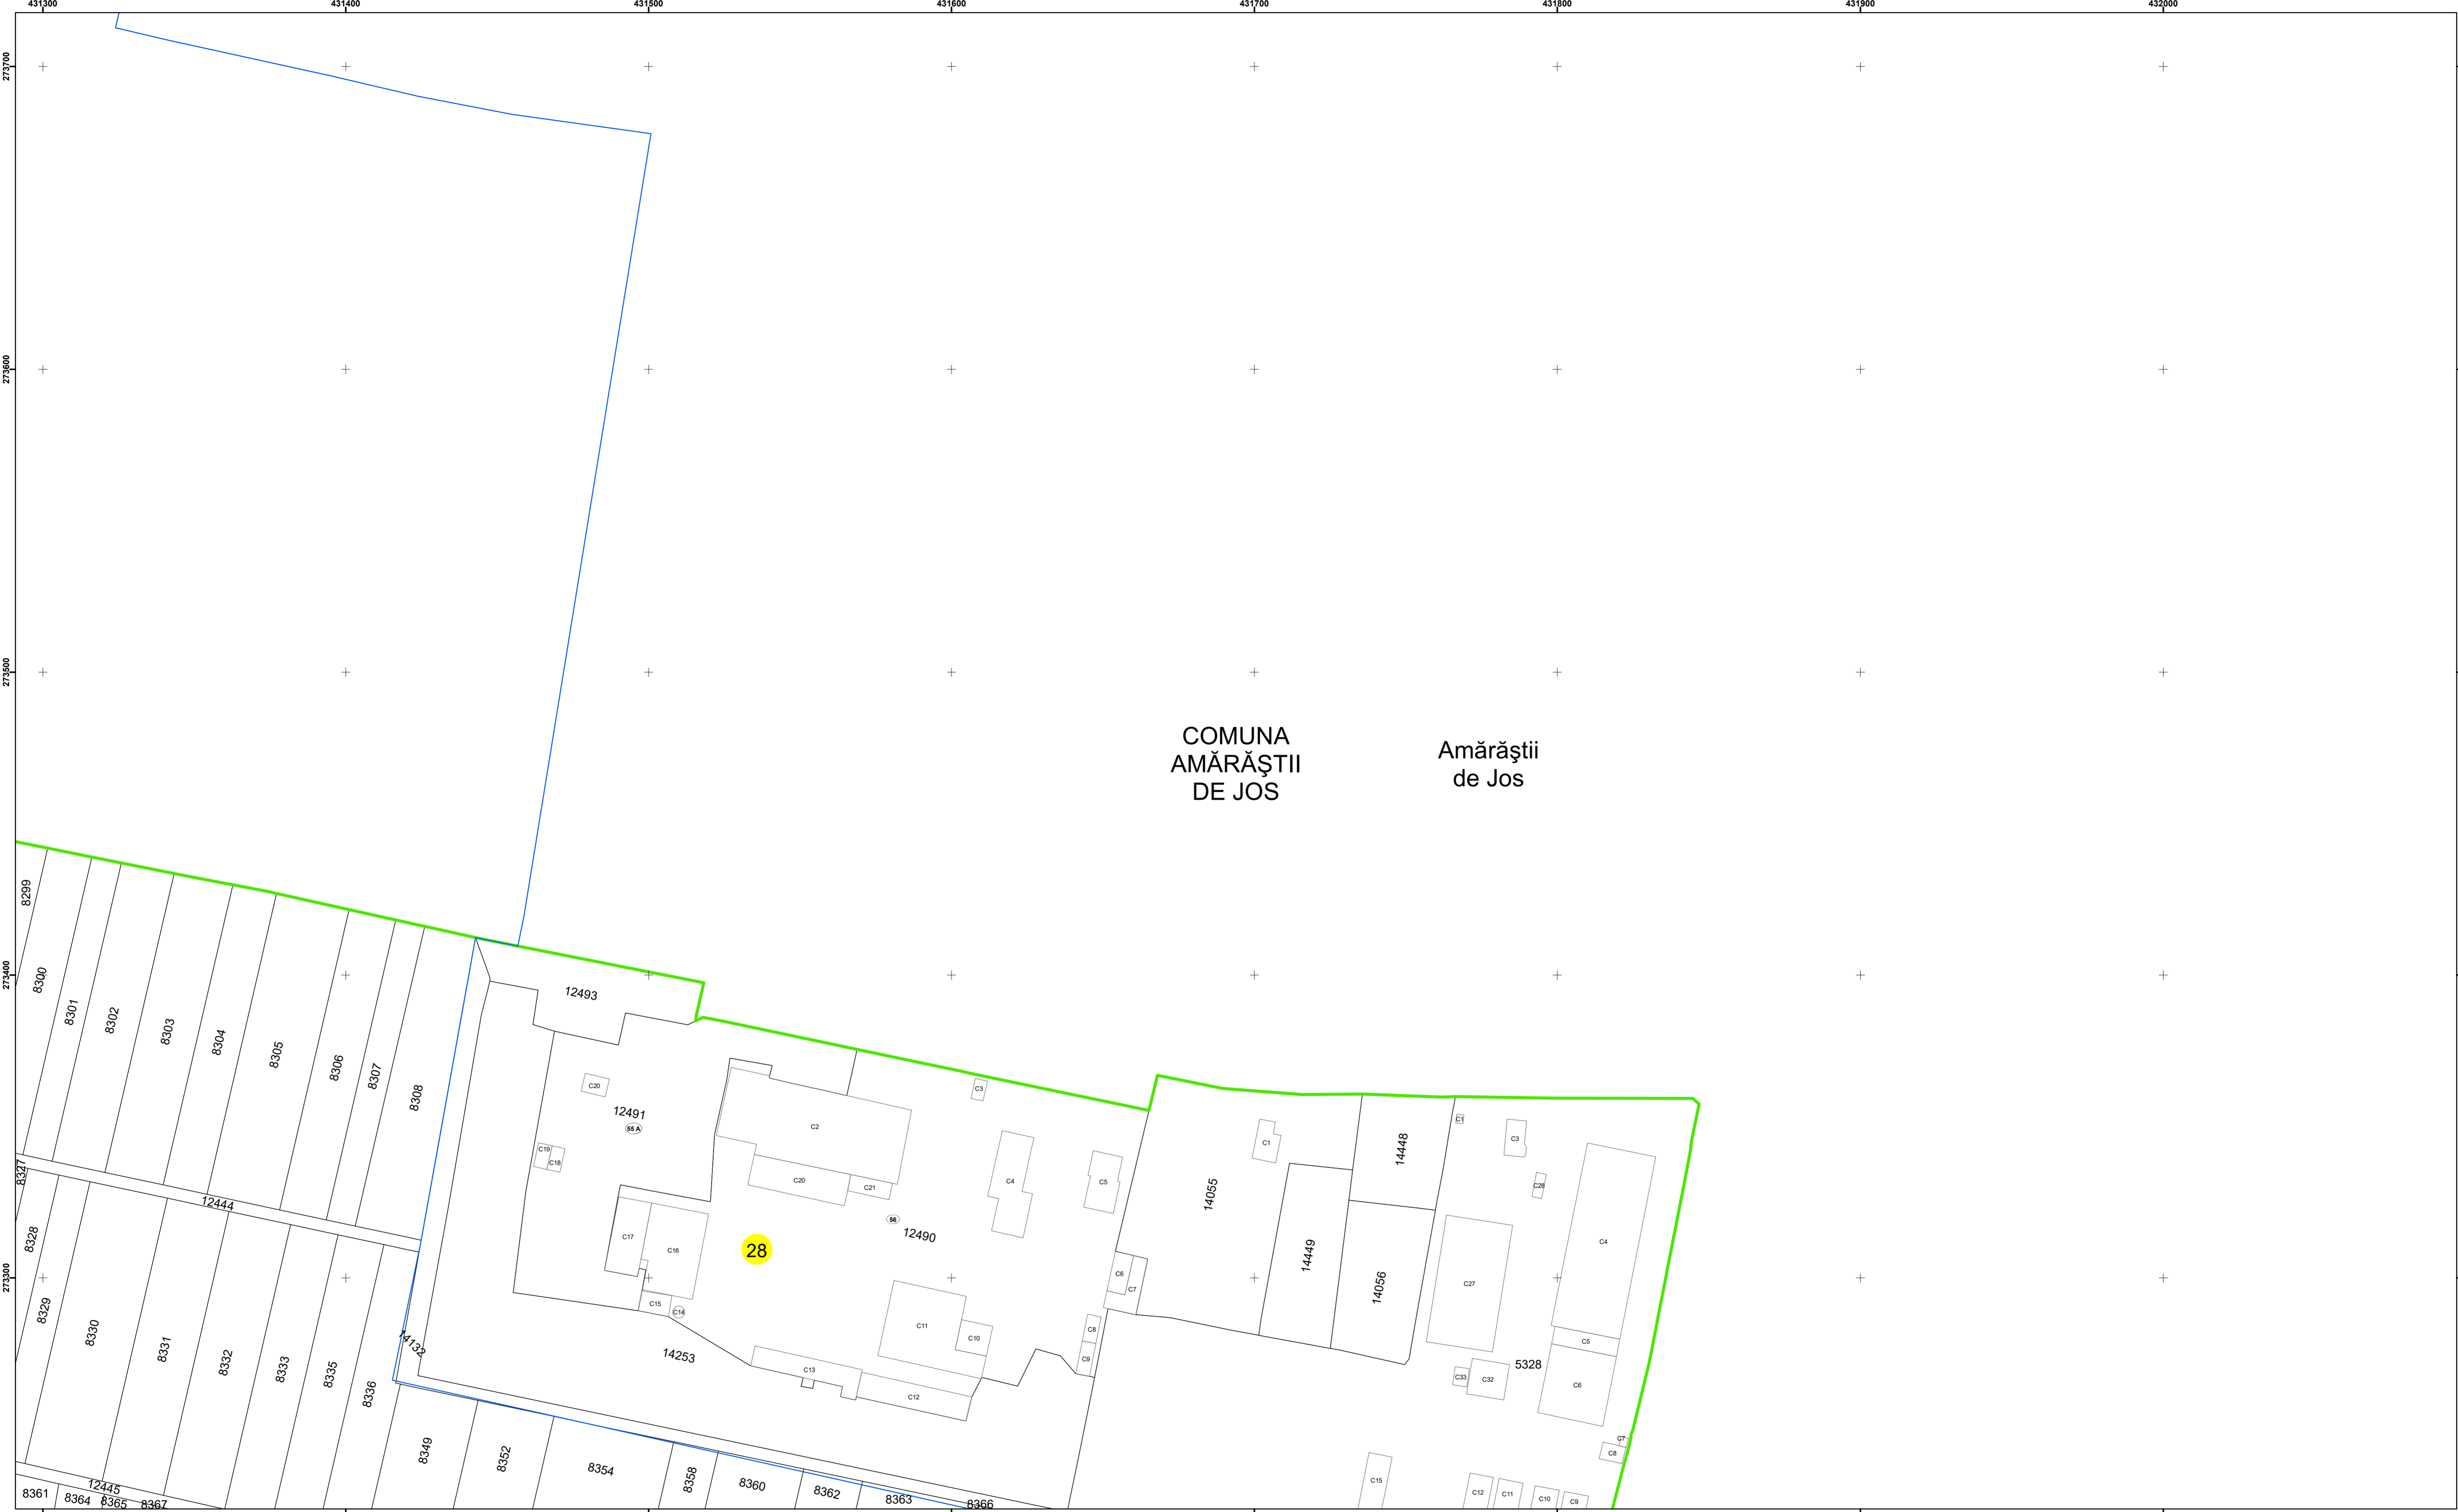 431300 431400 431500 431600 431700 431800 431900 432000
273700
273600
273500
273400
273300
COMUNA
AMĂRĂŞTII
DE JOS
Amărăştii
de Jos
8299
8300
8301
8302
8303
8304
8305
8306
8307
8308
12493
12491
55 A
C20
C19
C18
C2
C20
C21
C3
C4
C5
56
12490
28
C17
C16
C15
C14
C6
C7
C8
C9
C11
C10
C13
C12
14253
14132
14055
C1
14448
14449
14056
C1
C3
C28
C4
C27
C5
C33
C32
5328
C6
C7
C8
C15
C12
C11
C10
C9
8327
12444
8328
8329
8330
8331
8332
8333
8335
8336
8349
8352
8354
8358
8360
8362
8363
8366
12445
8361
8364
8365
8367